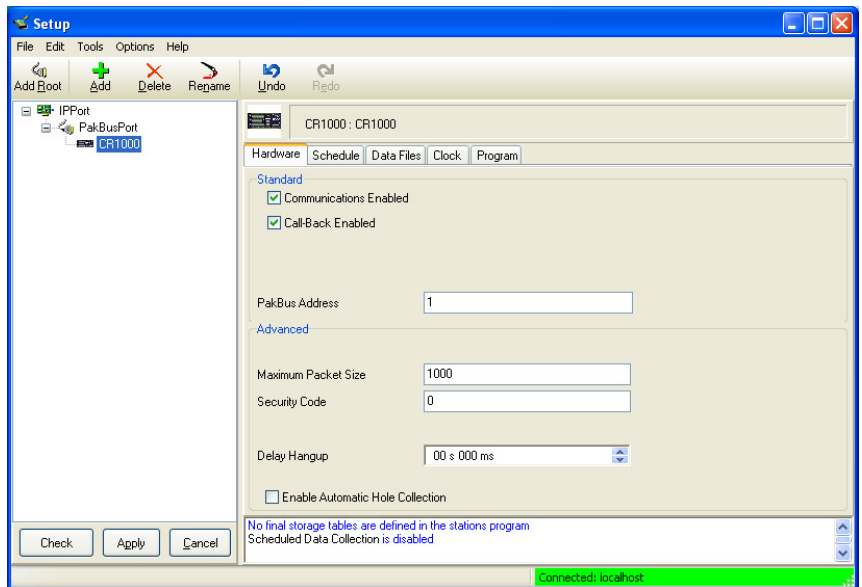 Setup
File Edit Tools Options Help
Add Root Add Delete Rename Undo Redo
IPPort
PakBusPort
CR1000
CR1000 : CR1000
Hardware Schedule Data Files Clock Program
Standard
Communications Enabled
Call-Back Enabled
PakBus Address 1
Advanced
Maximum Packet Size 1000
Security Code 0
Delay Hangup 00 s 000 ms
Enable Automatic Hole Collection
No final storage tables are defined in the stations program
Scheduled Data Collection is disabled
Check Apply Cancel
Connected: localhost